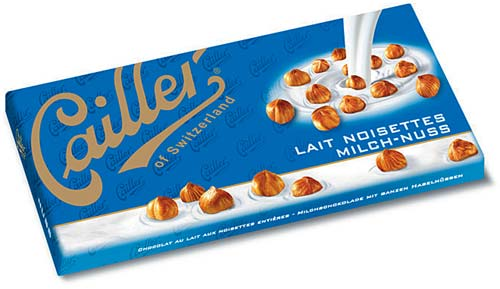 Cailler
of Switzerland
LAIT NOISETTES
MILCH-NUSS
CHOCOLAT AU LAIT AUX NOISETTES ENTIÈRES - MILCHSCHOKOLADE MIT GANZEN HASELNÜSSEN